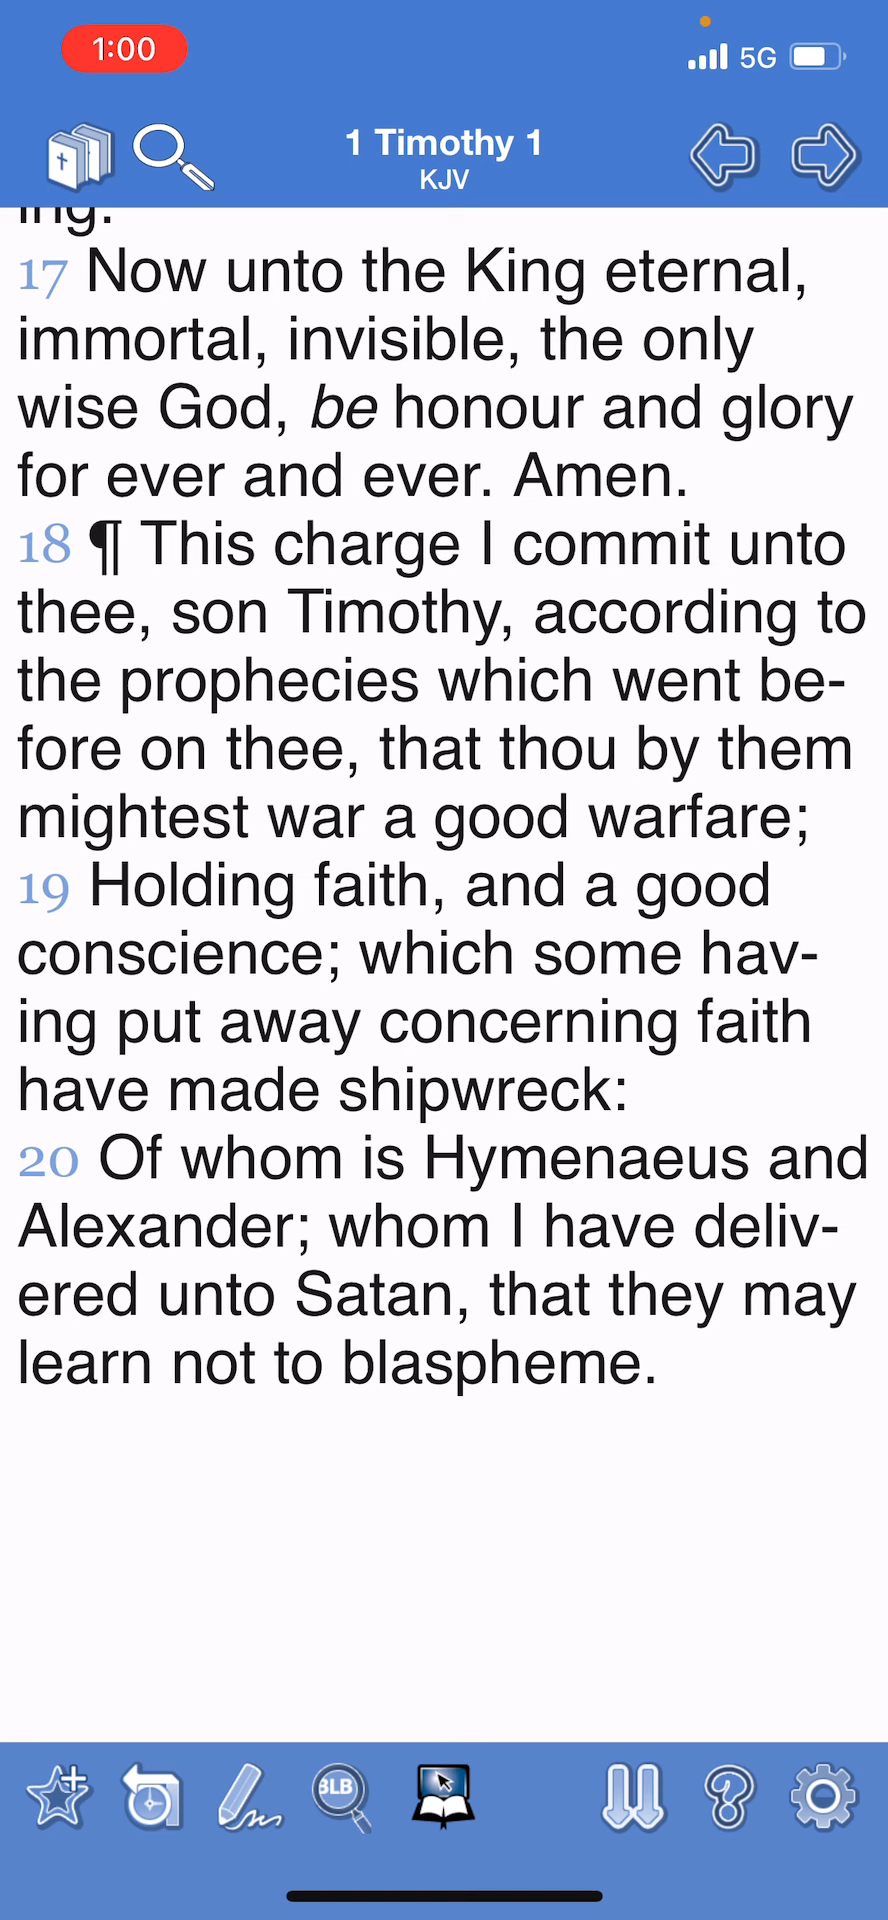 1:00
5G
1 Timothy 1
KJV
ing.
17 Now unto the King eternal,
immortal, invisible, the only
wise God, be honour and glory
for ever and ever. Amen.
18 ¶ This charge I commit unto
thee, son Timothy, according to
the prophecies which went be-
fore on thee, that thou by them
mightest war a good warfare;
19 Holding faith, and a good
conscience; which some hav-
ing put away concerning faith
have made shipwreck:
20 Of whom is Hymenaeus and
Alexander; whom I have deliv-
ered unto Satan, that they may
learn not to blaspheme.
BLB